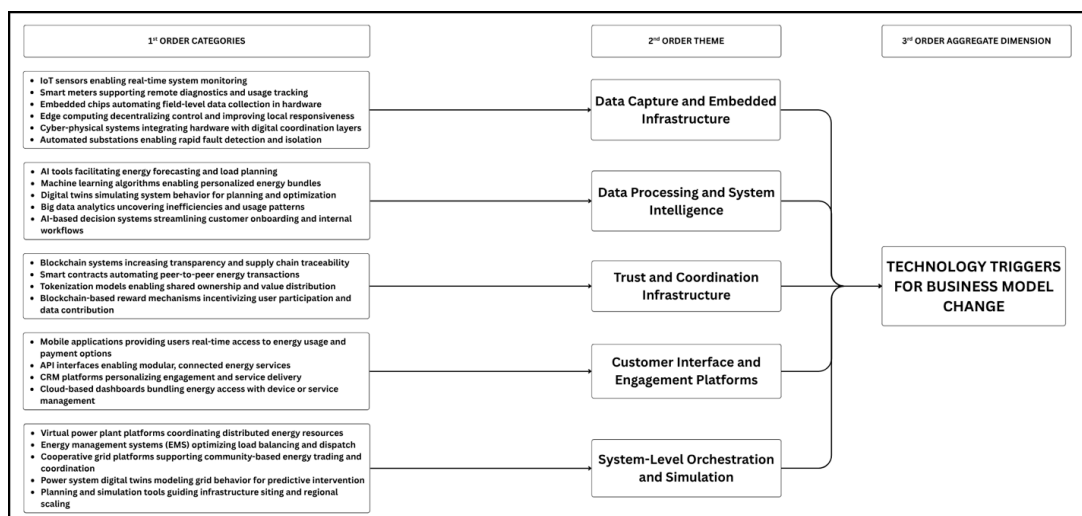 1st ORDER CATEGORIES
2nd ORDER THEME
3rd ORDER AGGREGATE DIMENSION
• IoT sensors enabling real-time system monitoring
• Smart meters supporting remote diagnostics and usage tracking
• Embedded chips automating field-level data collection in hardware
• Edge computing decentralizing control and improving local responsiveness
• Cyber-physical systems integrating hardware with digital coordination layers
• Automated substations enabling rapid fault detection and isolation
Data Capture and Embedded
Infrastructure
• AI tools facilitating energy forecasting and load planning
• Machine learning algorithms enabling personalized energy bundles
• Digital twins simulating system behavior for planning and optimization
• Big data analytics uncovering inefficiencies and usage patterns
• AI-based decision systems streamlining customer onboarding and internal
workflows
Data Processing and System
Intelligence
• Blockchain systems increasing transparency and supply chain traceability
• Smart contracts automating peer-to-peer energy transactions
• Tokenization models enabling shared ownership and value distribution
• Blockchain-based reward mechanisms incentivizing user participation and
data contribution
Trust and Coordination
Infrastructure
TECHNOLOGY TRIGGERS
FOR BUSINESS MODEL
CHANGE
• Mobile applications providing users real-time access to energy usage and
payment options
• API interfaces enabling modular, connected energy services
• CRM platforms personalizing engagement and service delivery
• Cloud-based dashboards bundling energy access with device or service
management
Customer Interface and
Engagement Platforms
• Virtual power plant platforms coordinating distributed energy resources
• Energy management systems (EMS) optimizing load balancing and dispatch
• Cooperative grid platforms supporting community-based energy trading and
coordination
• Power system digital twins modeling grid behavior for predictive intervention
• Planning and simulation tools guiding infrastructure siting and regional
scaling
System-Level Orchestration
and Simulation